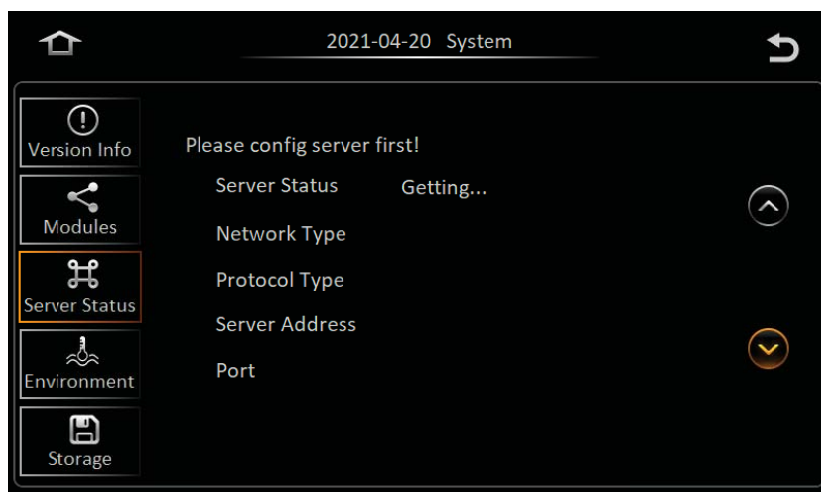 2021-04-20 System
Version Info
Modules
Server Status
Environment
Storage
Please config server first!
Server Status Getting...
Network Type
Protocol Type
Server Address
Port